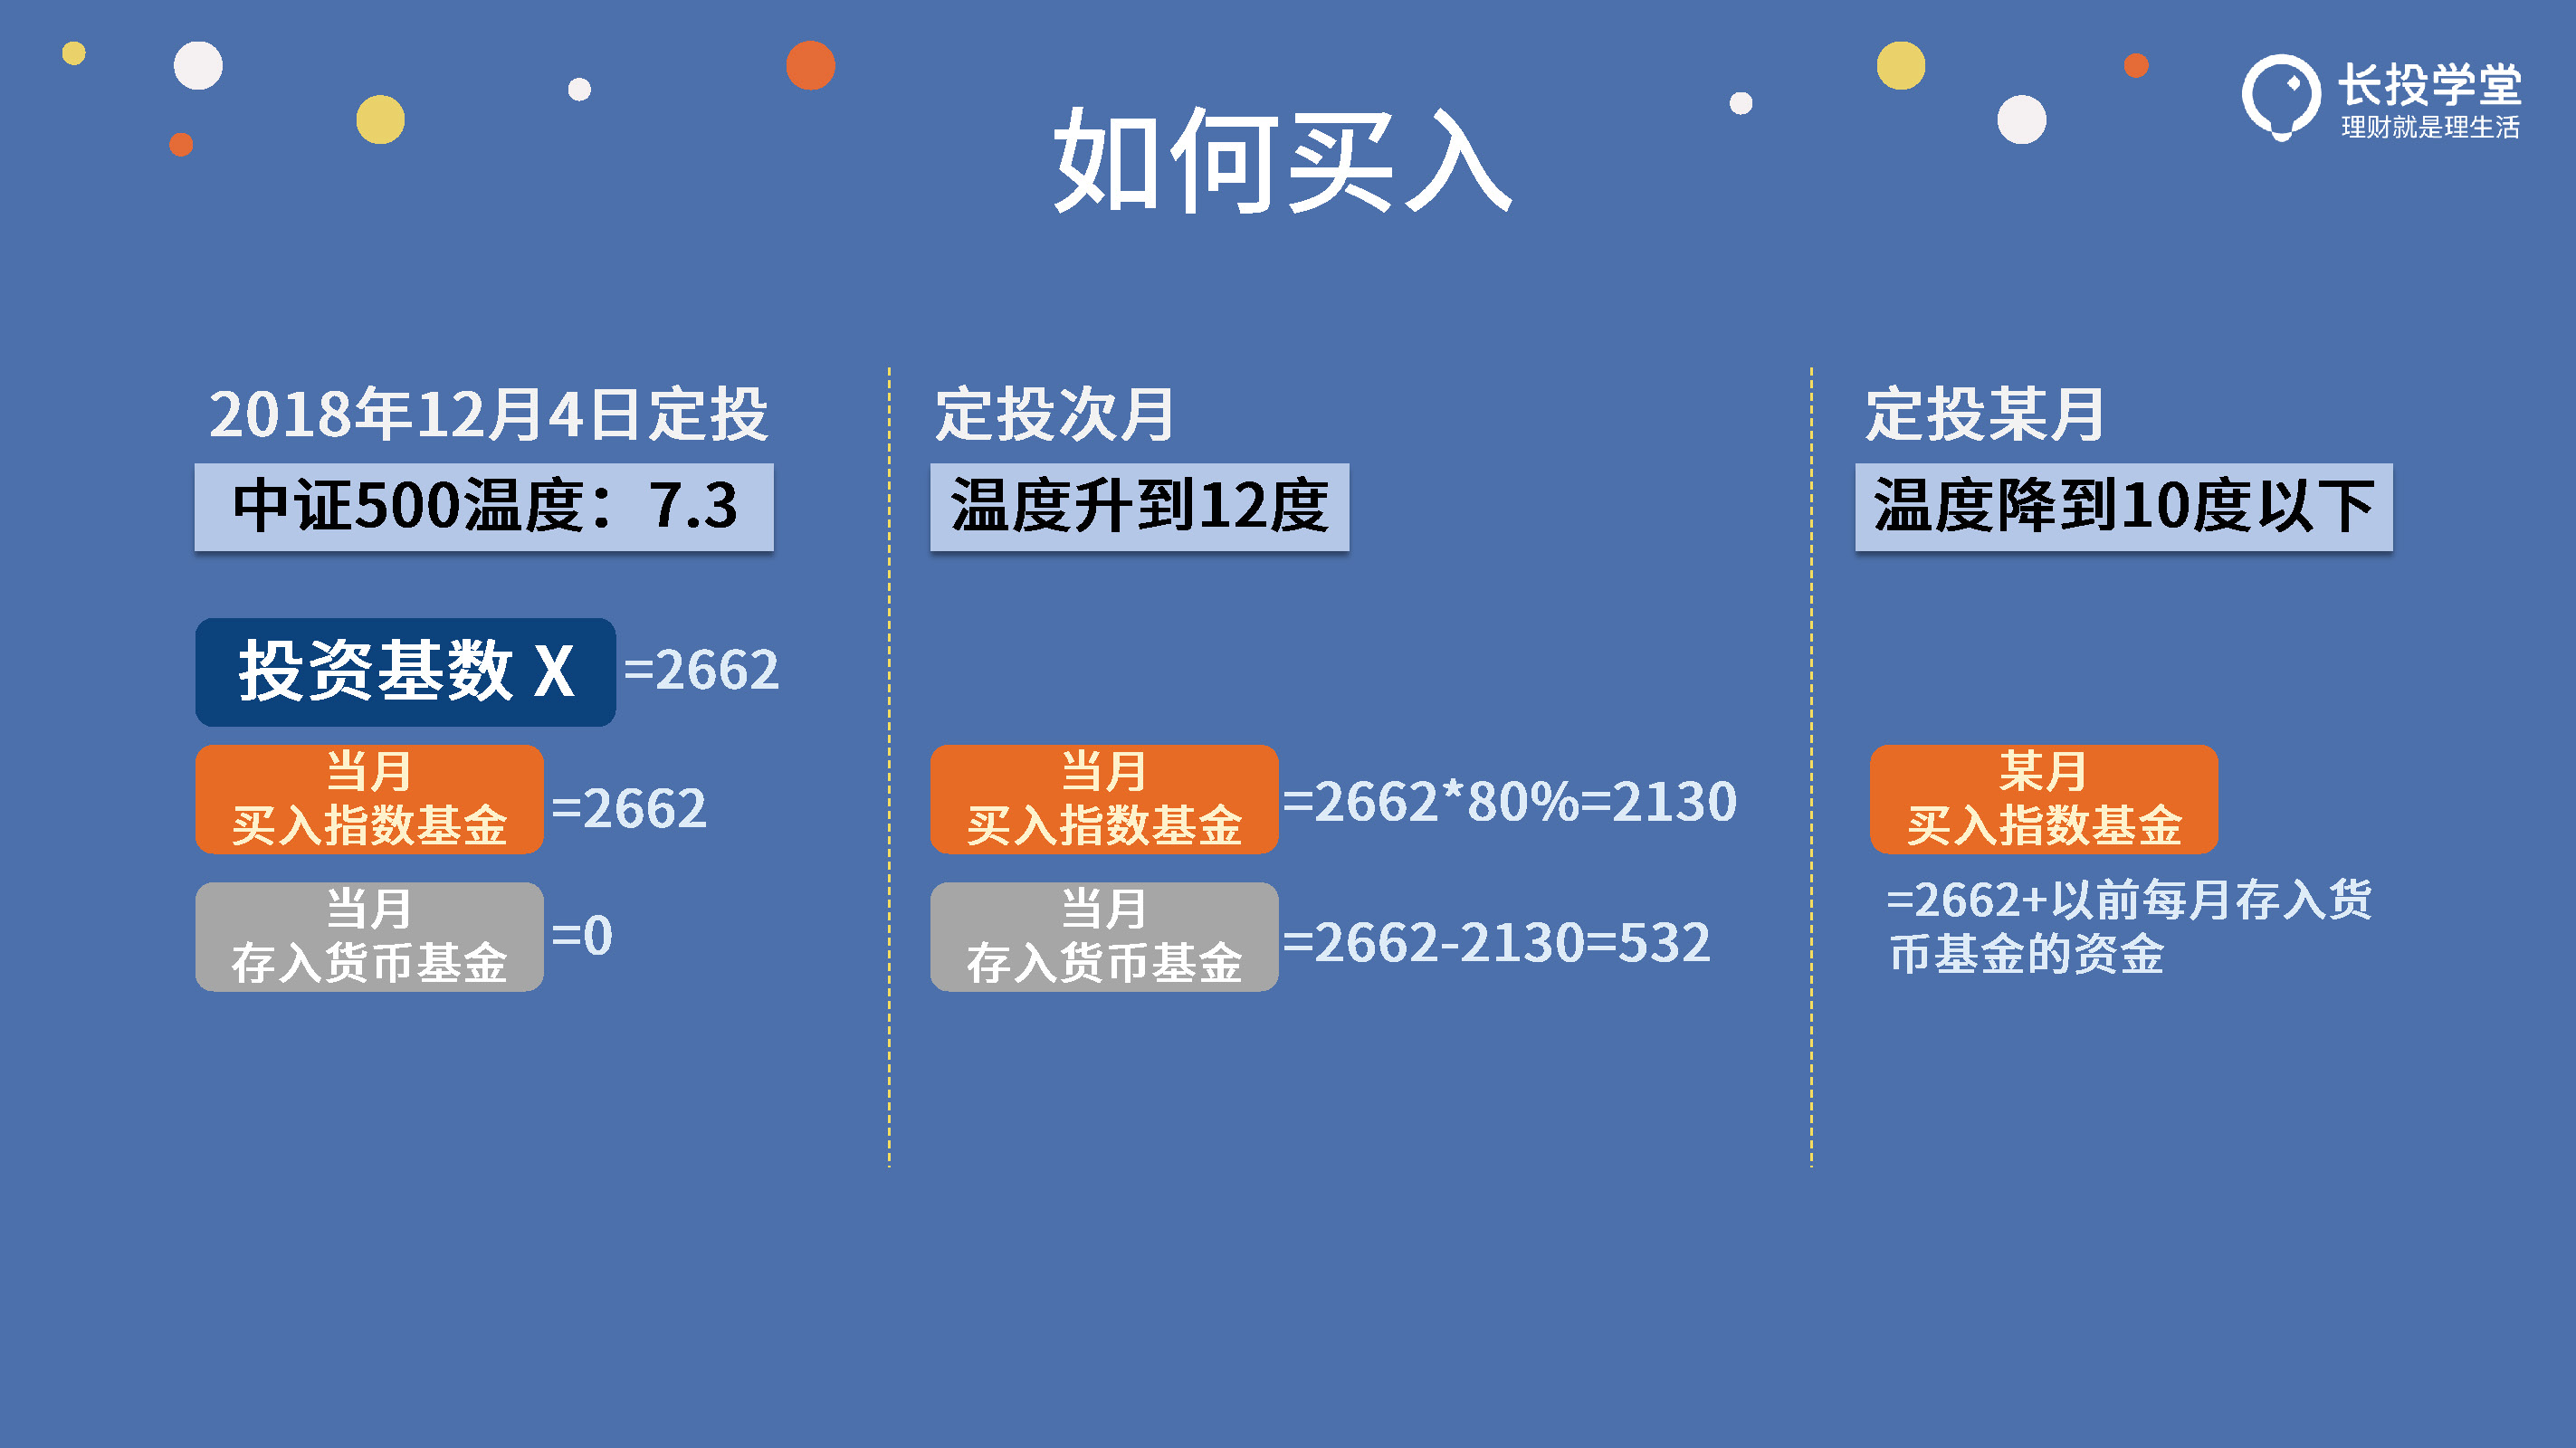 长投学堂
理财就是理生活
如何买入
2018年12月4日定投
中证500温度：7.3
投资基数 X =2662
当月
买入指数基金
=2662
当月
存入货币基金
=0
定投次月
温度升到12度
当月
买入指数基金
=2662*80%=2130
当月
存入货币基金
=2662-2130=532
定投某月
温度降到10度以下
某月
买入指数基金
=2662+以前每月存入货
币基金的资金